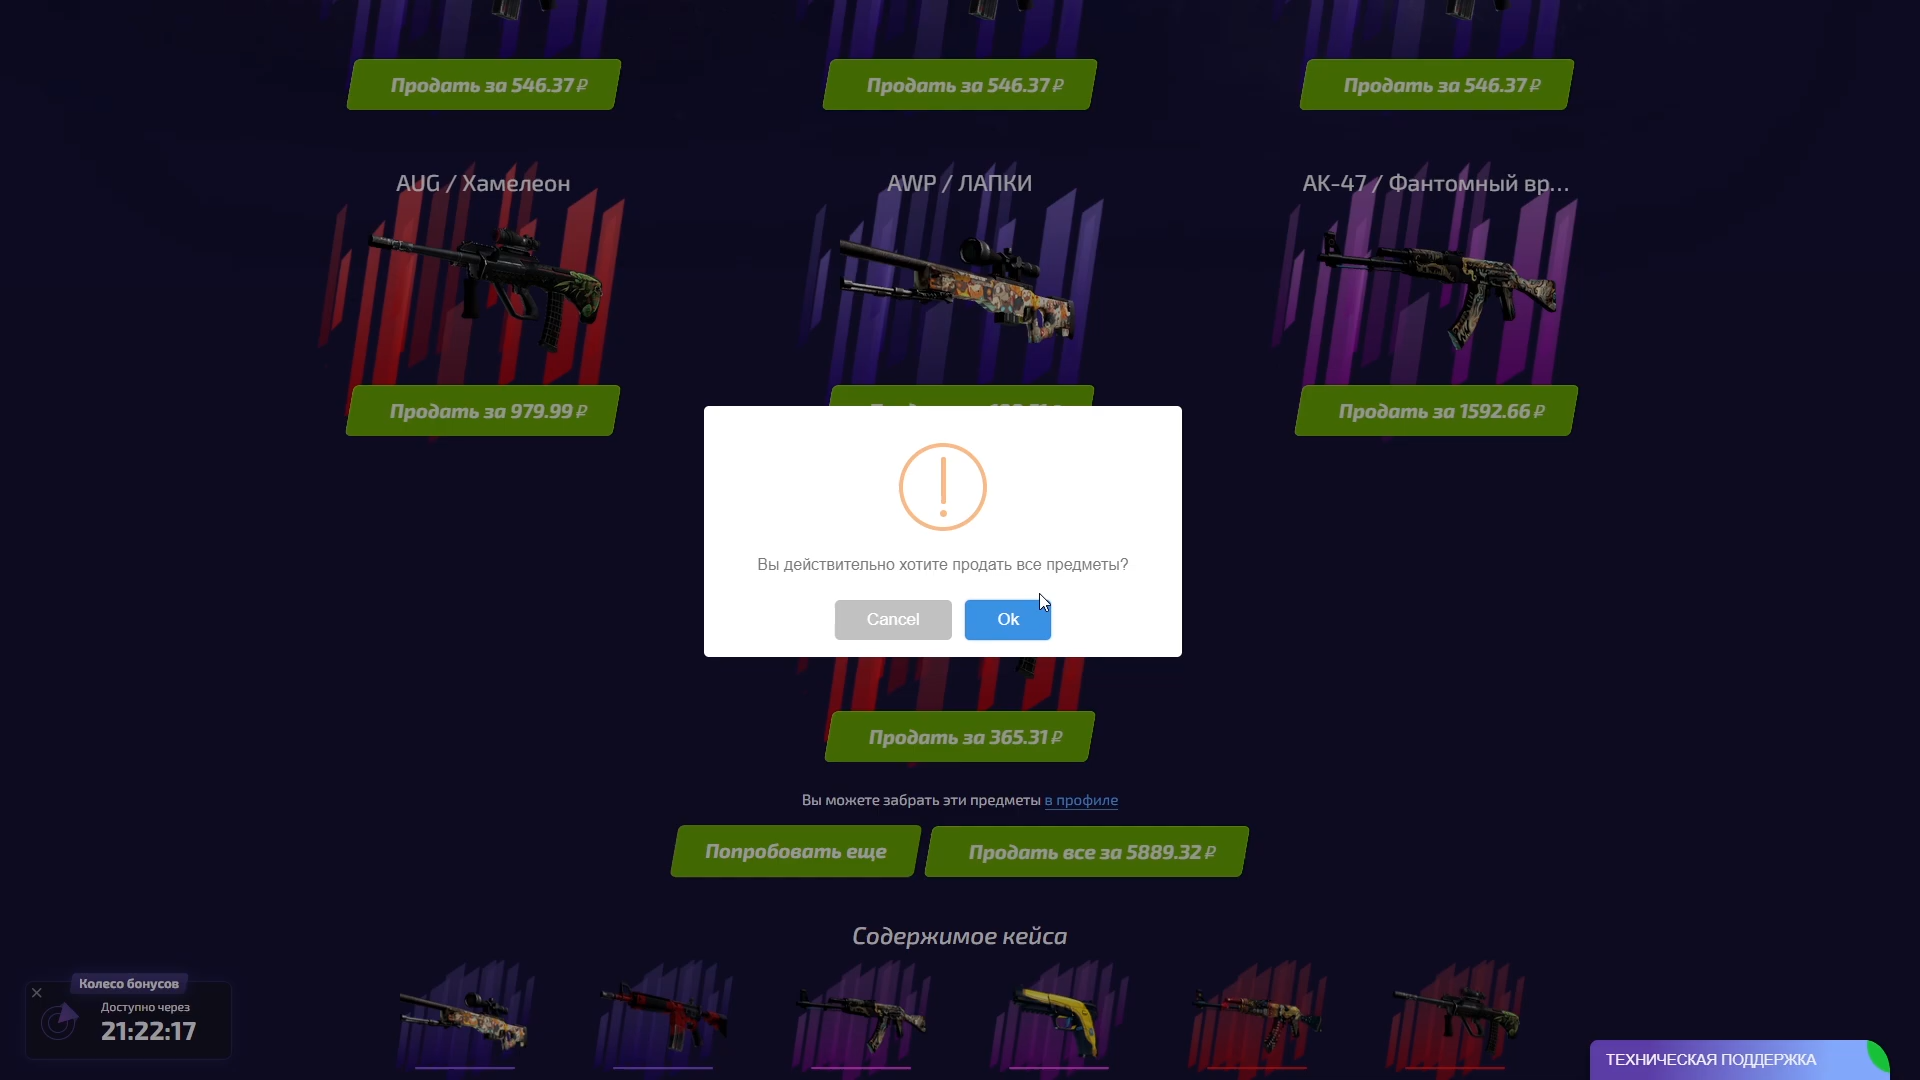 Продать за 546.37 ₽
Продать за 546.37 ₽
Продать за 546.37 ₽
AUG / Хамелеон
AWP / ЛАПКИ
AK-47 / Фантомный вр...
Продать за 979.99 ₽
Продать за 1592.66 ₽
Вы действительно хотите продать все предметы?
Cancel
Ok
Продать за 365.31 ₽
Вы можете забрать эти предметы в профиле
Попробовать еще
Продать все за 5889.32 ₽
Содержимое кейса
Колесо бонусов
Доступно через
21:22:17
ТЕХНИЧЕСКАЯ ПОДДЕРЖКА